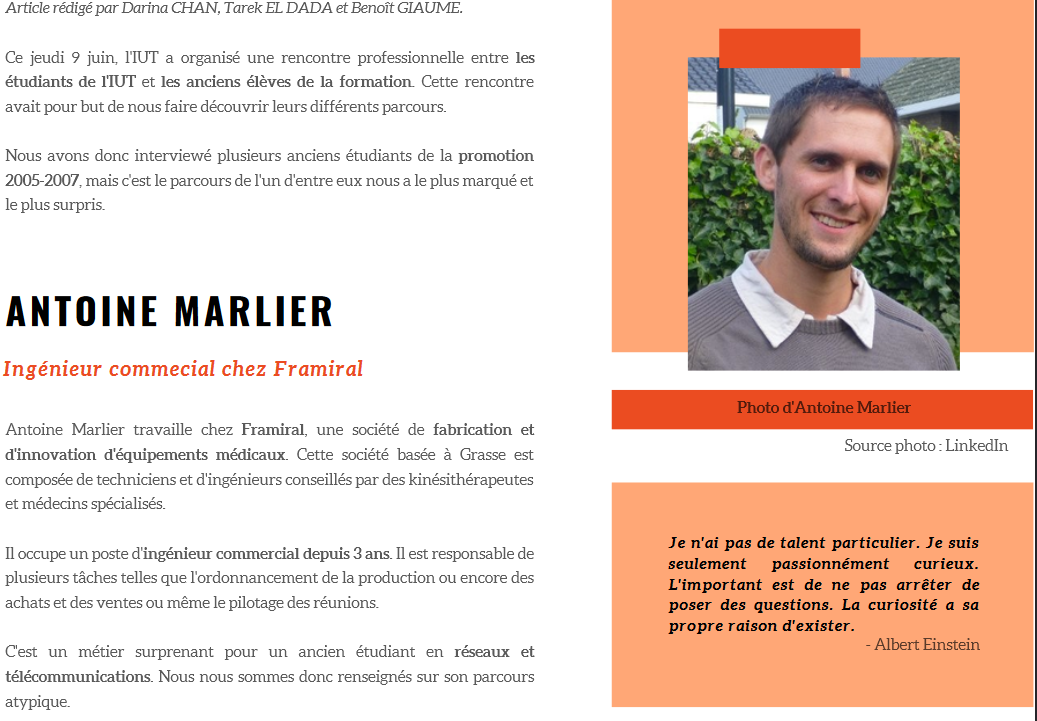 Article rédigé par Darina CHAN, Tarek EL DADA et Benoît GIAUME.
Ce jeudi 9 juin, l'IUT a organisé une rencontre professionnelle entre les
étudiants de l'IUT et les anciens élèves de la formation. Cette rencontre
avait pour but de nous faire découvrir leurs différents parcours.
Nous avons donc interviewé plusieurs anciens étudiants de la promotion
2005-2007, mais c'est le parcours de l'un d'entre eux nous a le plus marqué et
le plus surpris.
ANTOINE MARLIER
Ingénieur commecial chez Framiral
Antoine Marlier travaille chez Framiral, une société de fabrication et
d'innovation d'équipements médicaux. Cette société basée à Grasse est
composée de techniciens et d'ingénieurs conseillés par des kinésithérapeutes
et médecins spécialisés.
Il occupe un poste d'ingénieur commercial depuis 3 ans. Il est responsable de
plusieurs tâches telles que l'ordonnancement de la production ou encore des
achats et des ventes ou même le pilotage des réunions.
C'est un métier surprenant pour un ancien étudiant en réseaux et
télécommunications. Nous nous sommes donc renseignés sur son parcours
atypique.
Photo d'Antoine Marlier
Source photo : LinkedIn
Je n'ai pas de talent particulier. Je suis
seulement passionnément curieux.
L'important est de ne pas arrêter de
poser des questions. La curiosité a sa
propre raison d'exister.
- Albert Einstein